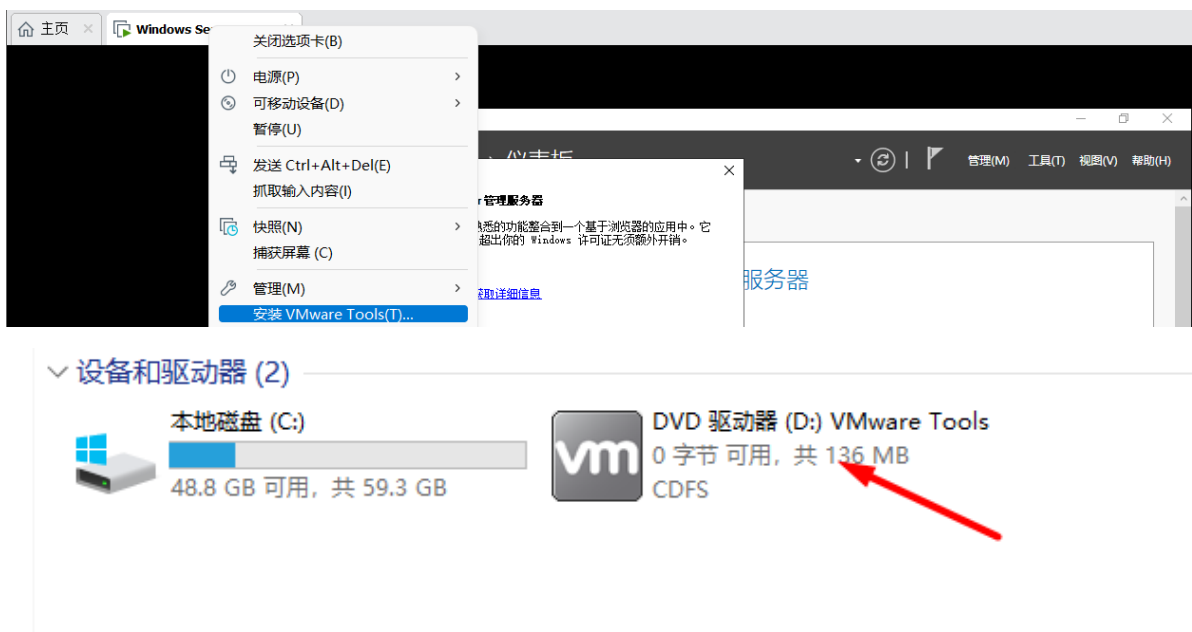 主页
Windows Se
关闭选项卡(B)
电源(P)
可移动设备(D)
暂停(U)
发送 Ctrl+Alt+Del(E)
抓取输入内容(I)
快照(N)
捕获屏幕 (C)
管理(M)
安装 VMware Tools(T)...
仪表板
管理(M) 工具(T) 视图(V) 帮助(H)
r 管理服务器
熟悉的功能整合到一个基于浏览器的应用中。它
超出你的 Windows 许可证无须额外开销。
获取详细信息
服务器
设备和驱动器 (2)
本地磁盘 (C:)
48.8 GB 可用，共 59.3 GB
vm
DVD 驱动器 (D:) VMware Tools
0 字节 可用，共 136 MB
CDFS